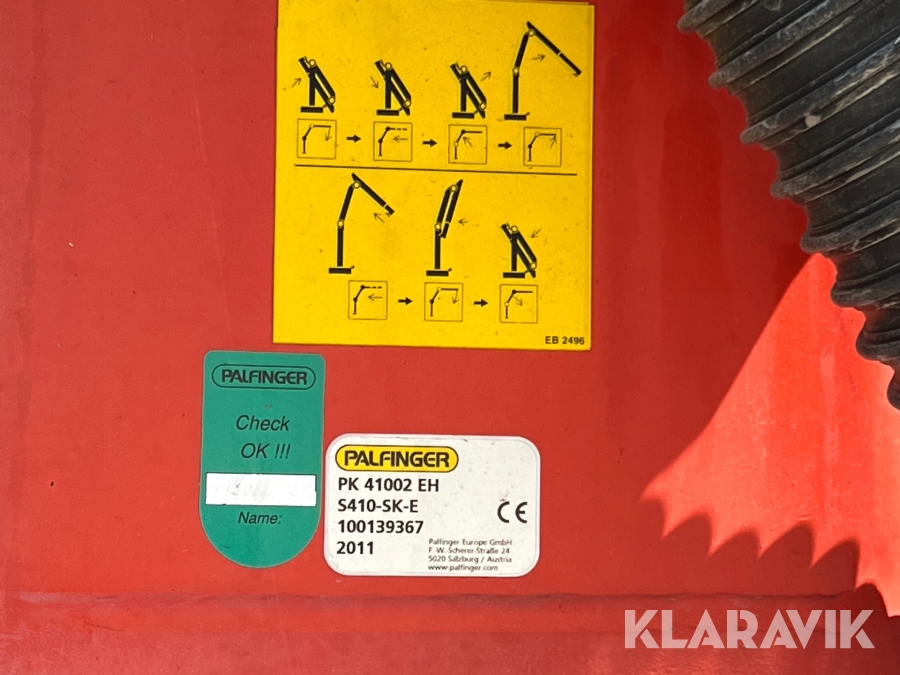 EB 2496
PALFINGER
Check
OK !!!
Name:
PALFINGER
PK 41002 EH
S410-SK-E
100139367
2011
CE
Palfinger Europe GmbH
F.-W. Scherer-Straße 24
5020 Salzburg / Austria
www.palfinger.com
KLARAVIK